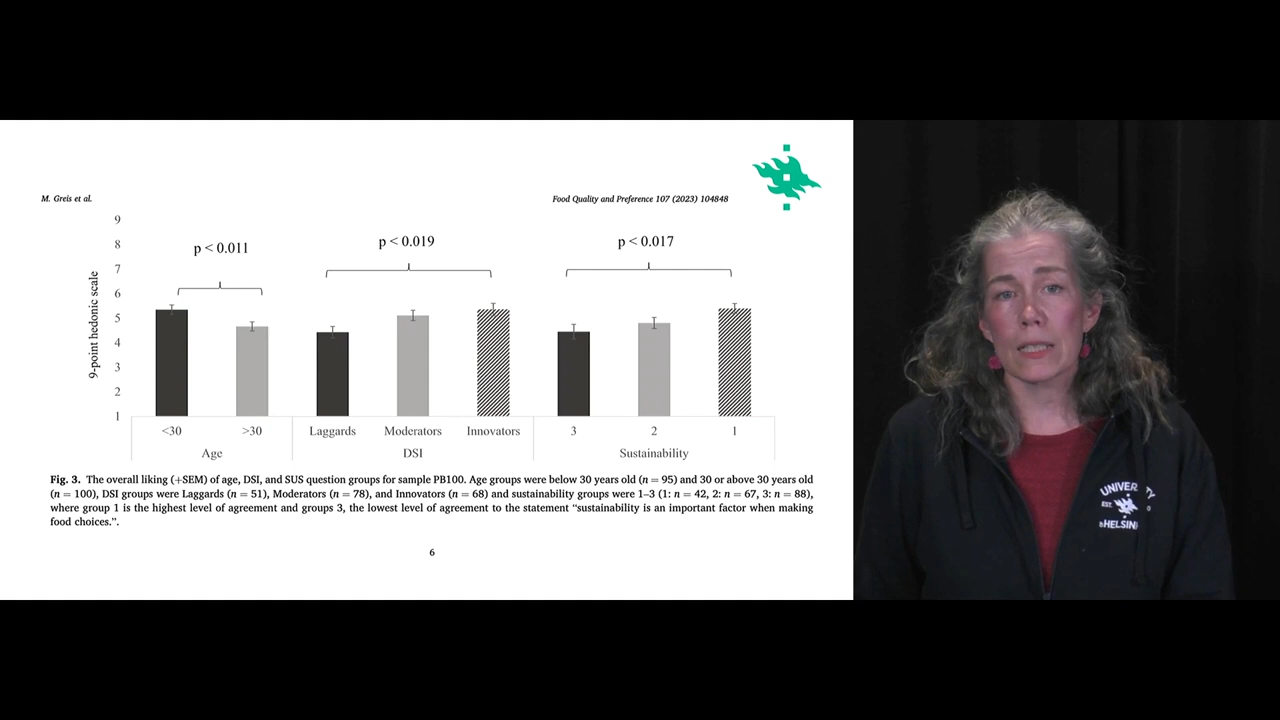 M. Greis et al.
Food Quality and Preference 107 (2023) 104848
9
8
7
6
5
4
3
2
1
9-point hedonic scale
p < 0.011
p < 0.019
p < 0.017
<30
>30
Laggards
Moderators
Innovators
3
2
1
Age
DSI
Sustainability
Fig. 3. The overall liking (+SEM) of age, DSI, and SUS question groups for sample PB100. Age groups were below 30 years old (n = 95) and 30 or above 30 years old
(n = 100), DSI groups were Laggards (n = 51), Moderators (n = 78), and Innovators (n = 68) and sustainability groups were 1–3 (1: n = 42, 2: n = 67, 3: n = 88),
where group 1 is the highest level of agreement and groups 3, the lowest level of agreement to the statement “sustainability is an important factor when making
food choices.”.
6
EST.